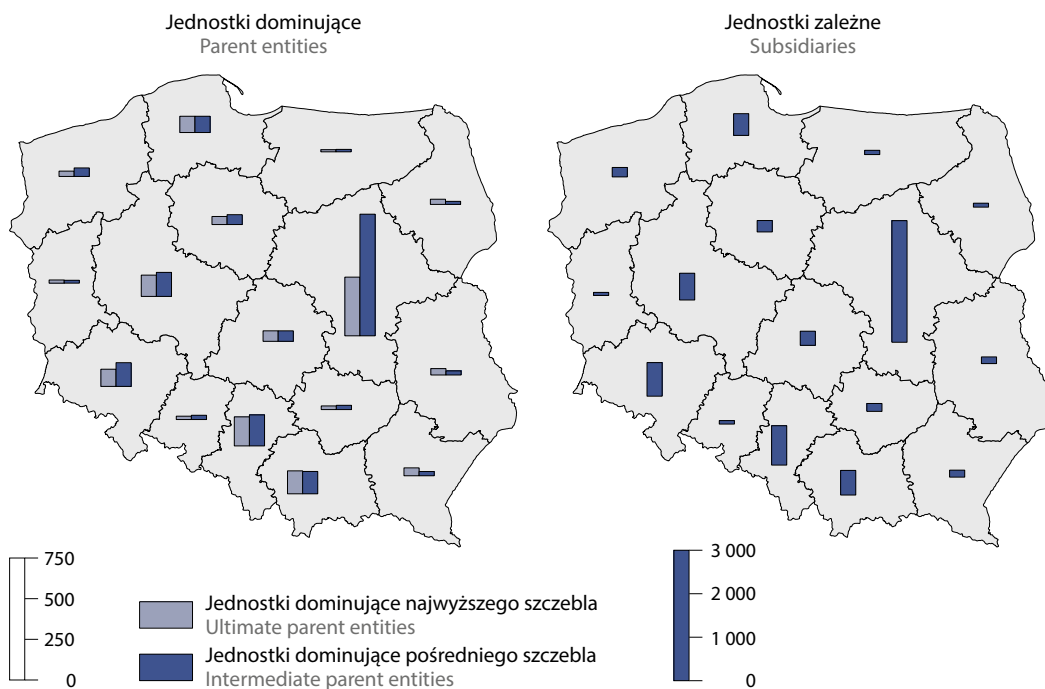 Jednostki dominujące
Parent entities
Jednostki zależne
Subsidiaries
750
500
250
0
Jednostki dominujące najwyższego szczebla
Ultimate parent entities
Jednostki dominujące pośredniego szczebla
Intermediate parent entities
3 000
2 000
1 000
0